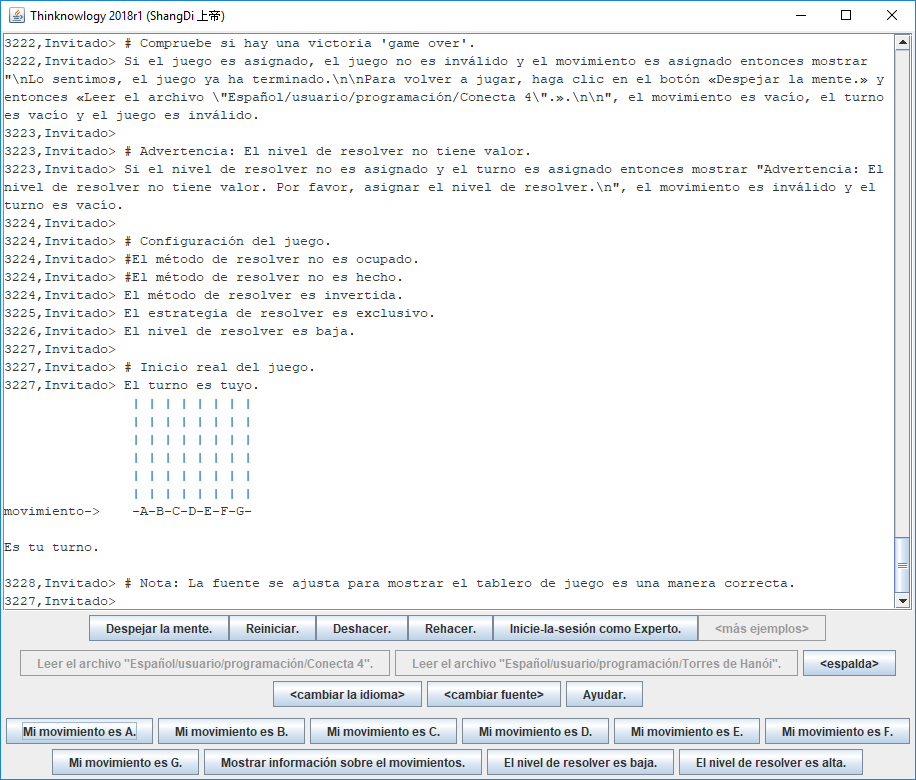 Thinknowlogy 2018r1 (ShangDi 上帝)
3222,Invitado> # Compruebe si hay una victoria 'game over'.
3222,Invitado> Si el juego es asignado, el juego no es inválido y el movimiento es asignado entonces mostrar
"\nLo sentimos, el juego ya ha terminado.\n\nPara volver a jugar, haga clic en el botón «Despejar la mente.» y
entonces «Leer el archivo \"Español/usuario/programación/Conecta 4\".».\n\n", el movimiento es vacío, el turno
es vacío y el juego es inválido.
3223,Invitado>
3223,Invitado> # Advertencia: El nivel de resolver no tiene valor.
3223,Invitado> Si el nivel de resolver no es asignado y el turno es asignado entonces mostrar "Advertencia: El
nivel de resolver no tiene valor. Por favor, asignar el nivel de resolver.\n", el movimiento es inválido y el
turno es vacío.
3224,Invitado>
3224,Invitado> # Configuración del juego.
3224,Invitado> #El método de resolver no es ocupado.
3224,Invitado> #El método de resolver no es hecho.
3224,Invitado> El método de resolver es invertida.
3225,Invitado> El estrategia de resolver es exclusivo.
3226,Invitado> El nivel de resolver es baja.
3227,Invitado>
3227,Invitado> # Inicio real del juego.
3227,Invitado> El turno es tuyo.
| | | | | | | |
| | | | | | | |
| | | | | | | |
| | | | | | | |
| | | | | | | |
| | | | | | | |
movimiento-> -A-B-C-D-E-F-G-
Es tu turno.
3228,Invitado> # Nota: La fuente se ajusta para mostrar el tablero de juego es una manera correcta.
3227,Invitado>
Despejar la mente. Reiniciar. Deshacer. Rehacer. Inicie-la-sesión como Experto. <más ejemplos>
Leer el archivo "Español/usuario/programación/Conecta 4". Leer el archivo "Español/usuario/programación/Torres de Hanói". <espalda>
<cambiar la idioma> <cambiar fuente> Ayudar.
Mi movimiento es A. Mi movimiento es B. Mi movimiento es C. Mi movimiento es D. Mi movimiento es E. Mi movimiento es F.
Mi movimiento es G. Mostrar información sobre el movimientos. El nivel de resolver es baja. El nivel de resolver es alta.